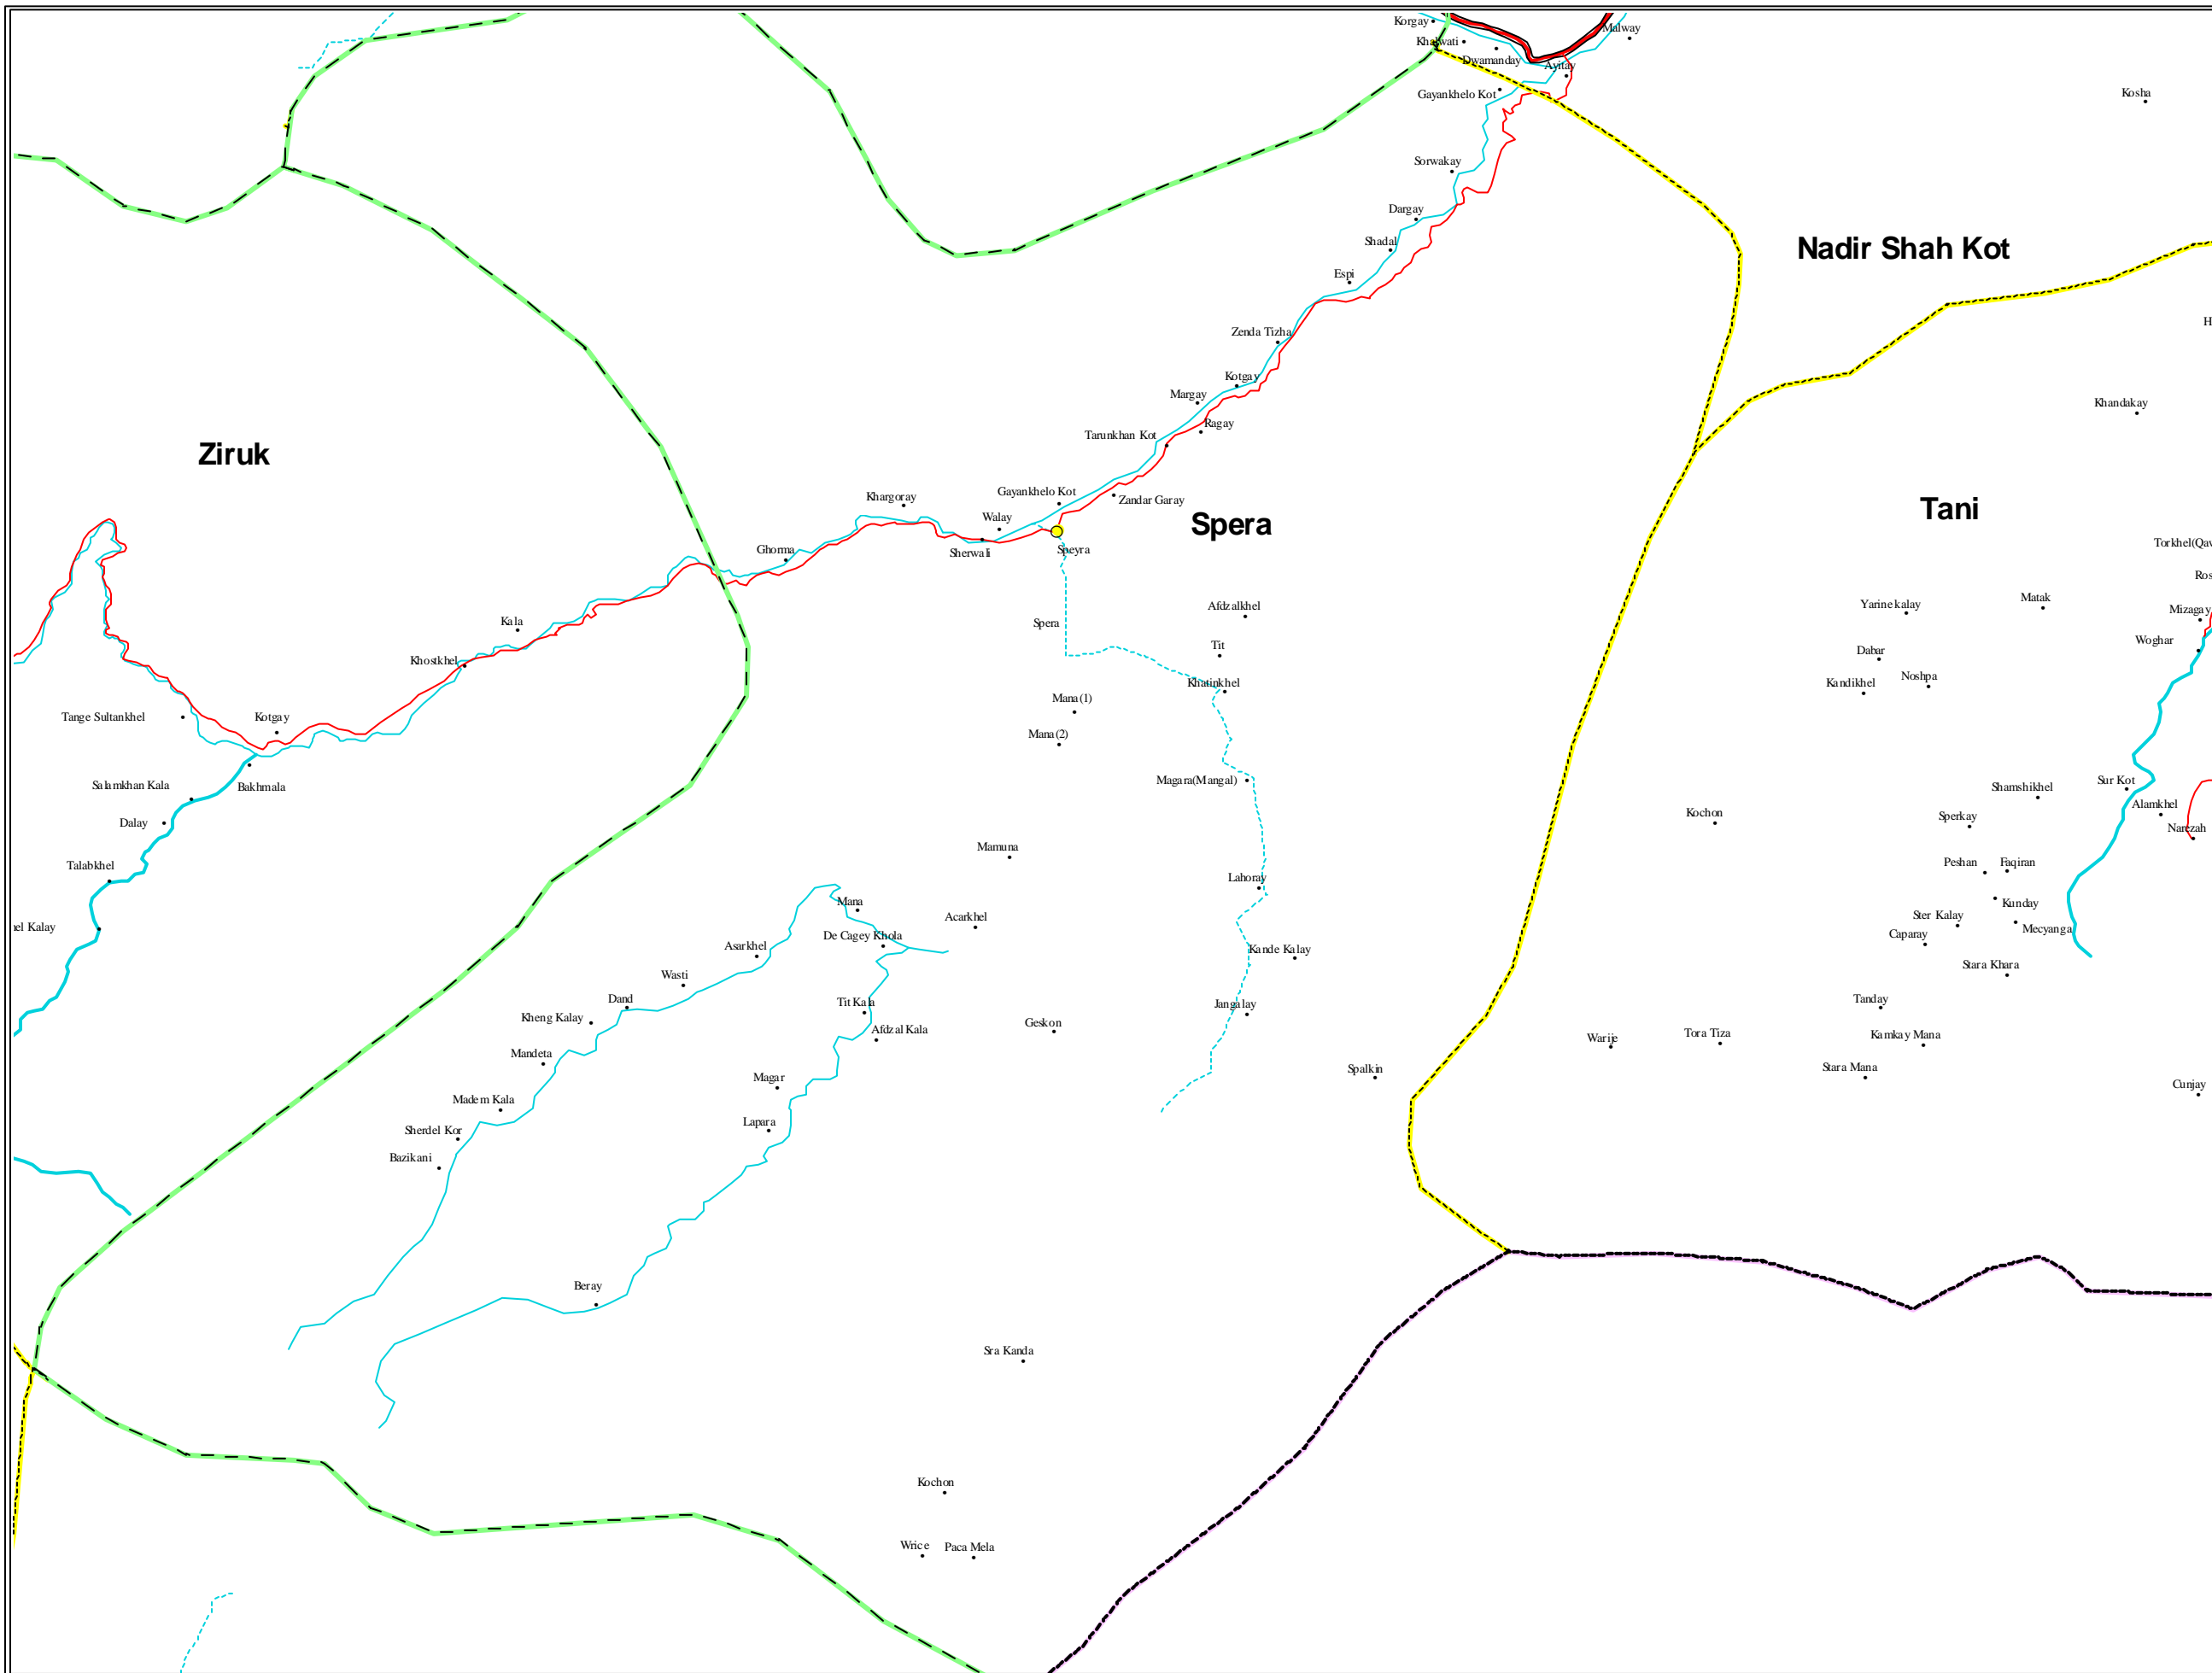 Korgay
Malway
Khalwati
Dwamanday
Ayitay
Gayankhelo Kot
Kosha
Sorwakay
Dargay
Shadal
Nadir Shah Kot
Espi
H
Zenda Tizha
Kotgay
Margay
Khandakay
Ragay
Tarunkhan Kot
Ziruk
Gayankhelo Kot
Zandar Garay
Khargoray
Tani
Walay
Spera
Ghorma
Sherwali
Speyra
Torkhel(Qav
Ros
Afdzalkhel
Yarine kalay
Matak
Mizagay
Kala
Spera
Woghar
Tit
Dabar
Khostkhel
Khatinkhel
Kandikhel
Noshpa
Mana(1)
Tange Sultankhel
Kotgay
Mana(2)
Magara(Mangal)
Sur Kot
Salamkhan Kala
Bakhmala
Shamshikhel
Alamkhel
Dalay
Kochon
Sperkay
Narezah
Mamuna
Talabkhel
Peshan
Faqiran
Lahoray
Mana
Kunday
Acarkhel
Ster Kalay
nel Kalay
Mecyanga
De Cagey Khola
Caparay
Asarkhel
Kande Kalay
Stara Khara
Wasti
Dand
Tit Kala
Jangalay
Tanday
Kheng Kalay
Afdzal Kala
Geskon
Warije
Tora Tiza
Kamkay Mana
Mandeta
Spalkin
Stara Mana
Magar
Cunjay
Madem Kala
Lapara
Sherdel Kor
Bazikani
Beray
Sra Kanda
Kochon
Wrice
Paca Mela